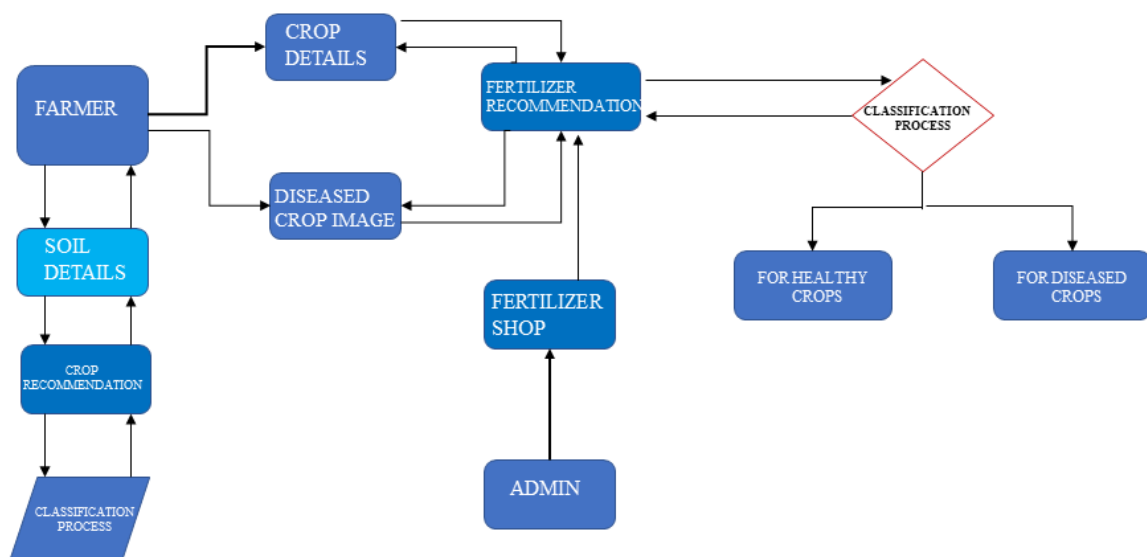 CROP
DETAILS
FARMER
FERTILIZER
RECOMMENDATION
CLASSIFICATION
PROCESS
DISEASED
CROP IMAGE
SOIL
DETAILS
FOR HEALTHY
CROPS
FOR DISEASED
CROPS
FERTILIZER
SHOP
CROP
RECOMMENDATION
ADMIN
CLASSIFICATION
PROCESS